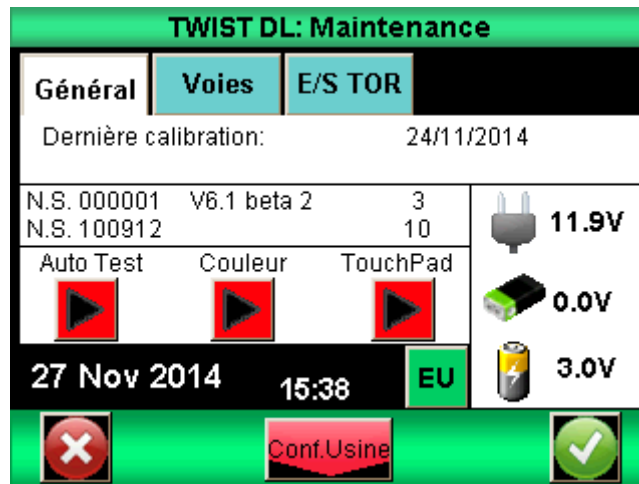 TWIST DL: Maintenance
Général Voies E/S TOR
Dernière calibration: 24/11/2014
N.S. 000001 V6.1 beta 2 3
N.S. 100912 10
11.9V
Auto Test Couleur TouchPad
0.0V
27 Nov 2014 15:38 EU
3.0V
Conf.Usine